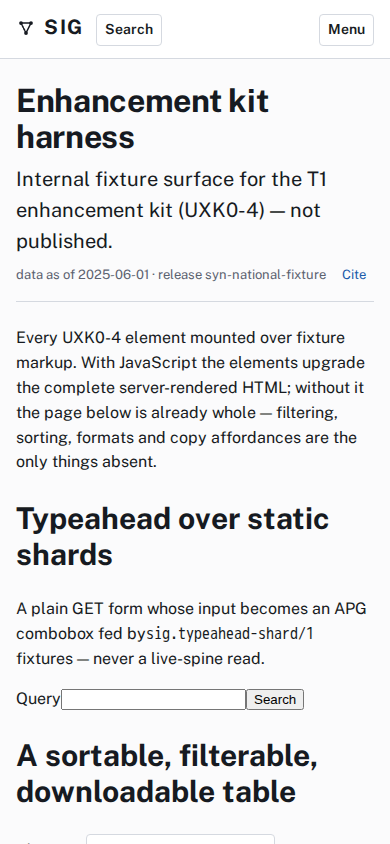 SIG
Search
Menu
Enhancement kit
harness
Internal fixture surface for the T1
enhancement kit (UXK0-4) — not
published.
data as of 2025-06-01 · release syn-national-fixture Cite
Every UXK0-4 element mounted over fixture
markup. With JavaScript the elements upgrade
the complete server-rendered HTML; without it
the page below is already whole — filtering,
sorting, formats and copy affordances are the
only things absent.
Typeahead over static
shards
A plain GET form whose input becomes an APG
combobox fed bysig.typeahead-shard/1
fixtures — never a live-spine read.
Query
Search
A sortable, filterable,
downloadable table